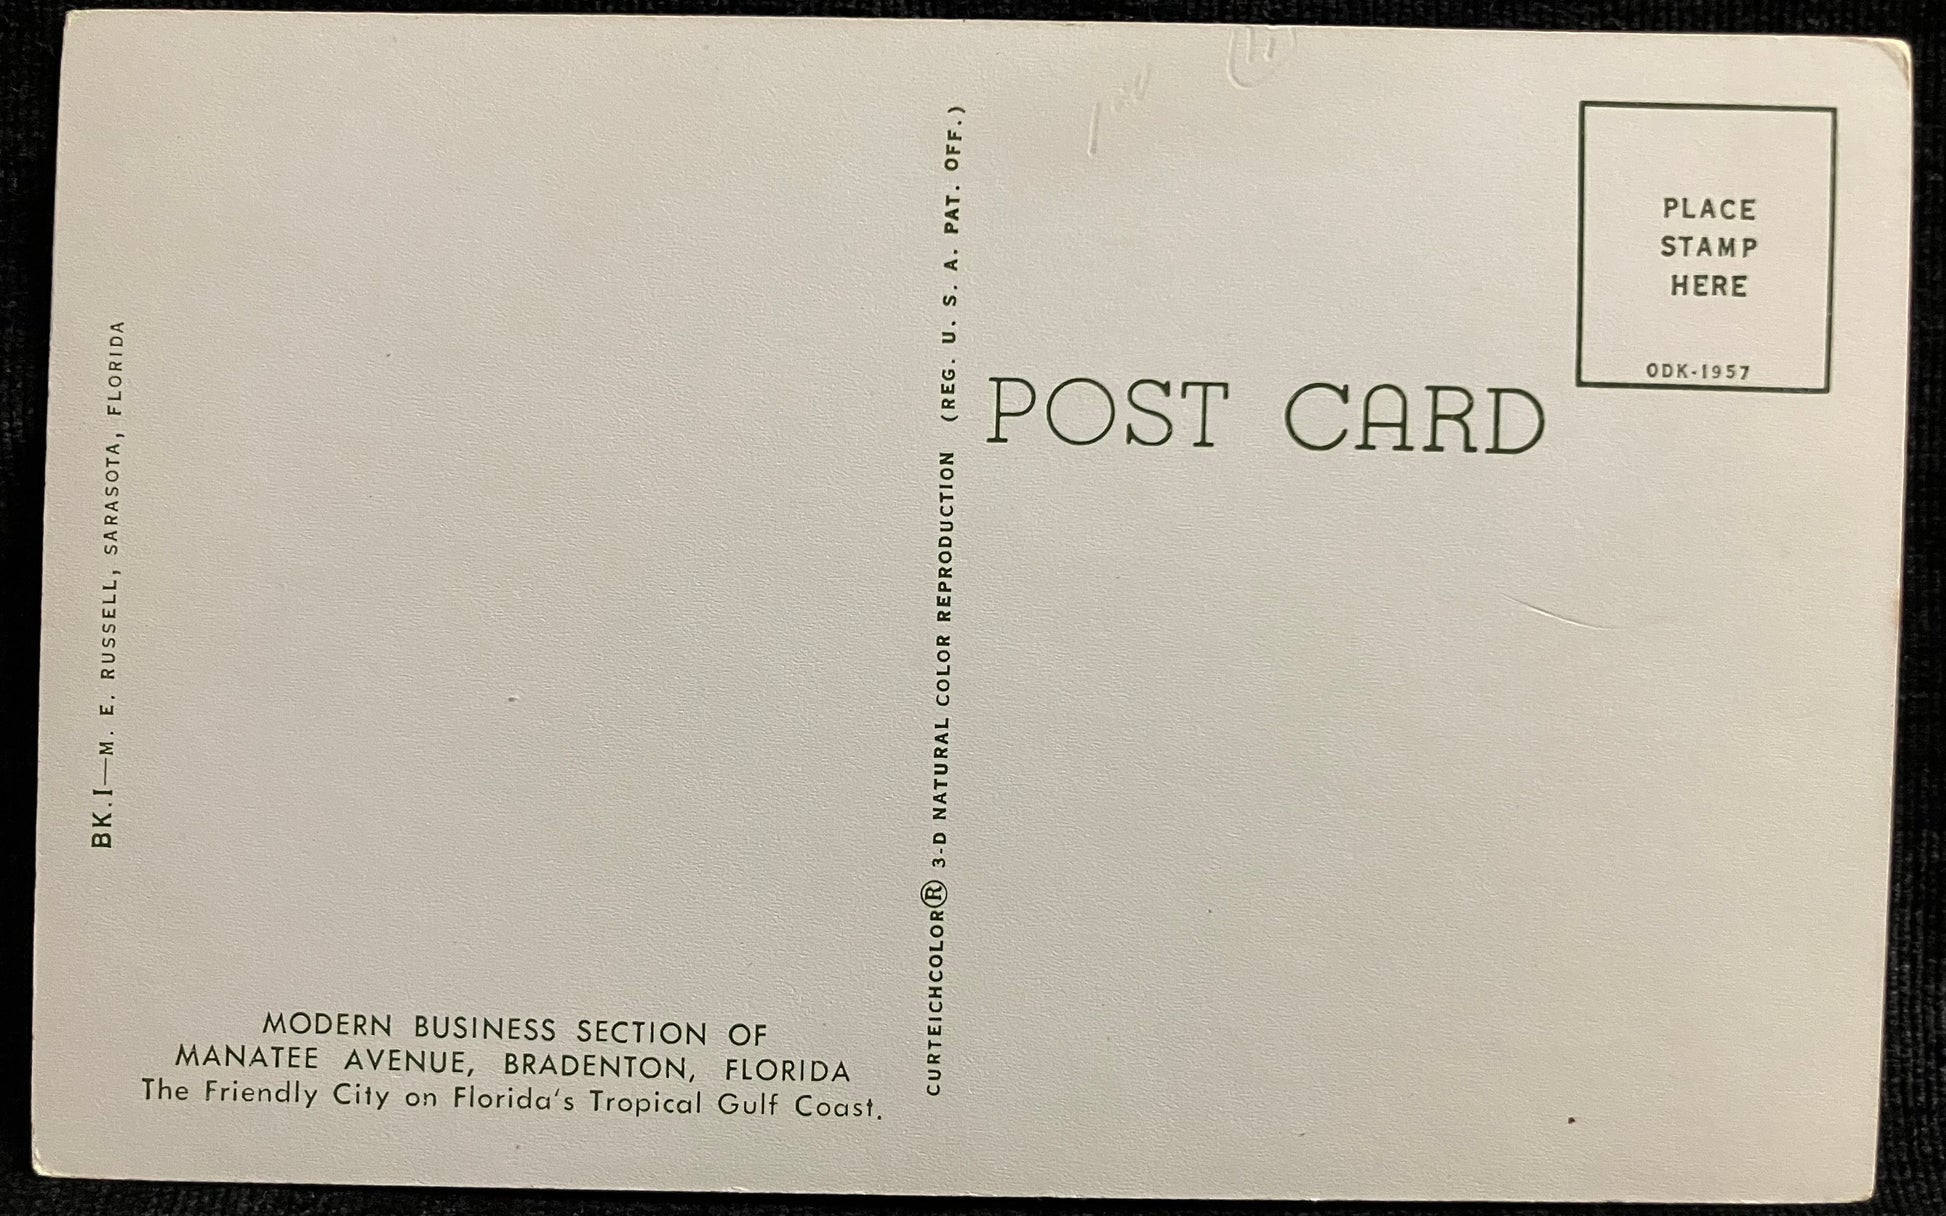 BK.I—M. E. RUSSELL, SARASOTA, FLORIDA
MODERN BUSINESS SECTION OF
MANATEE AVENUE, BRADENTON, FLORIDA
The Friendly City on Florida's Tropical Gulf Coast.
CURTEICHCOLOR® 3-D NATURAL COLOR REPRODUCTION (REG. U. S. A. PAT. OFF.)
POST CARD
PLACE
STAMP
HERE
ODK-1957